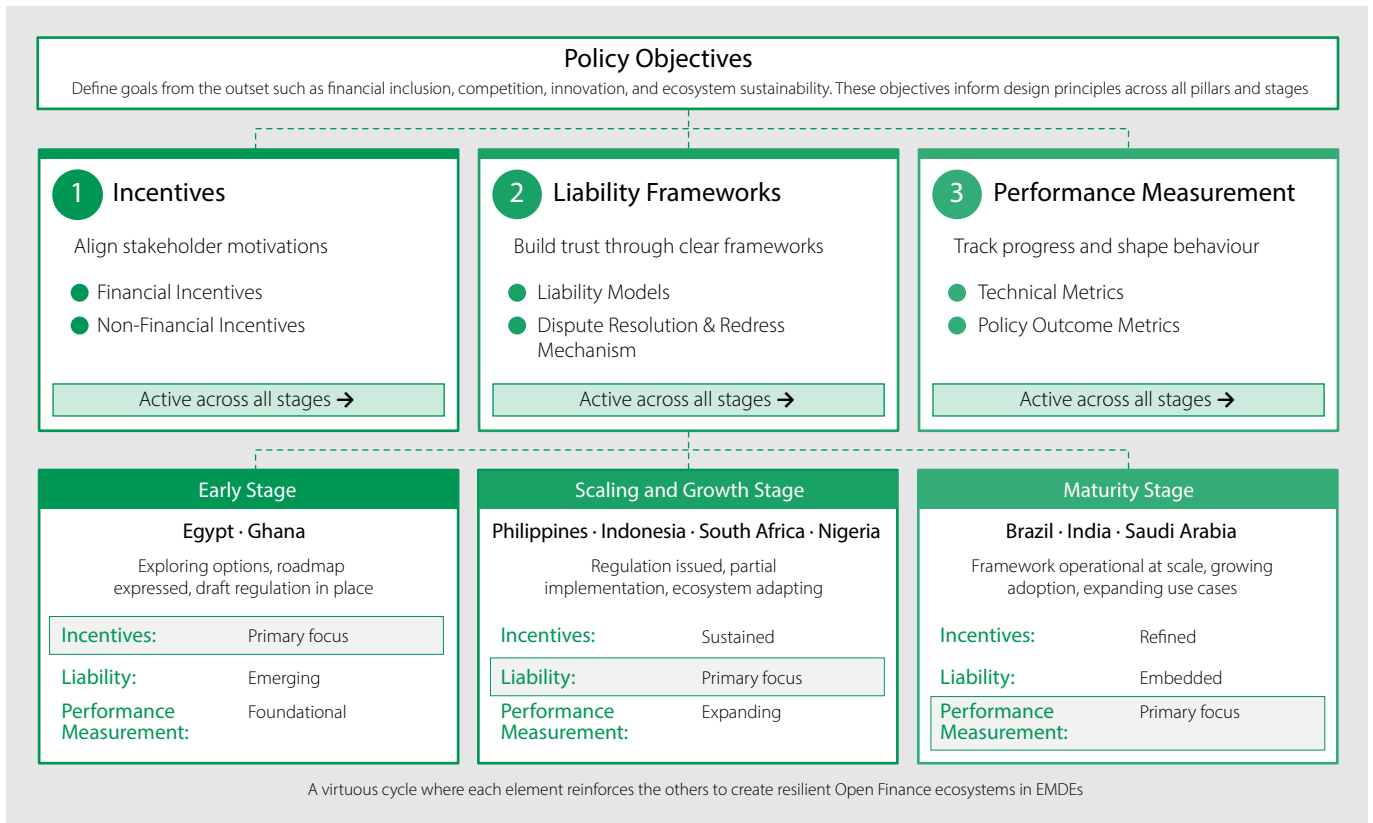 Policy Objectives
Define goals from the outset such as financial inclusion, competition, innovation, and ecosystem sustainability. These objectives inform design principles across all pillars and stages
1 Incentives
Align stakeholder motivations
Financial Incentives
Non-Financial Incentives
Active across all stages →
2 Liability Frameworks
Build trust through clear frameworks
Liability Models
Dispute Resolution & Redress
Mechanism
Active across all stages →
3 Performance Measurement
Track progress and shape behaviour
Technical Metrics
Policy Outcome Metrics
Active across all stages →
Early Stage
Egypt · Ghana
Exploring options, roadmap
expressed, draft regulation in place
Incentives: Primary focus
Liability: Emerging
Performance Foundational
Measurement:
Scaling and Growth Stage
Philippines · Indonesia · South Africa · Nigeria
Regulation issued, partial
implementation, ecosystem adapting
Incentives: Sustained
Liability: Primary focus
Performance Expanding
Measurement:
Maturity Stage
Brazil · India · Saudi Arabia
Framework operational at scale, growing
adoption, expanding use cases
Incentives: Refined
Liability: Embedded
Performance Primary focus
Measurement:
A virtuous cycle where each element reinforces the others to create resilient Open Finance ecosystems in EMDEs